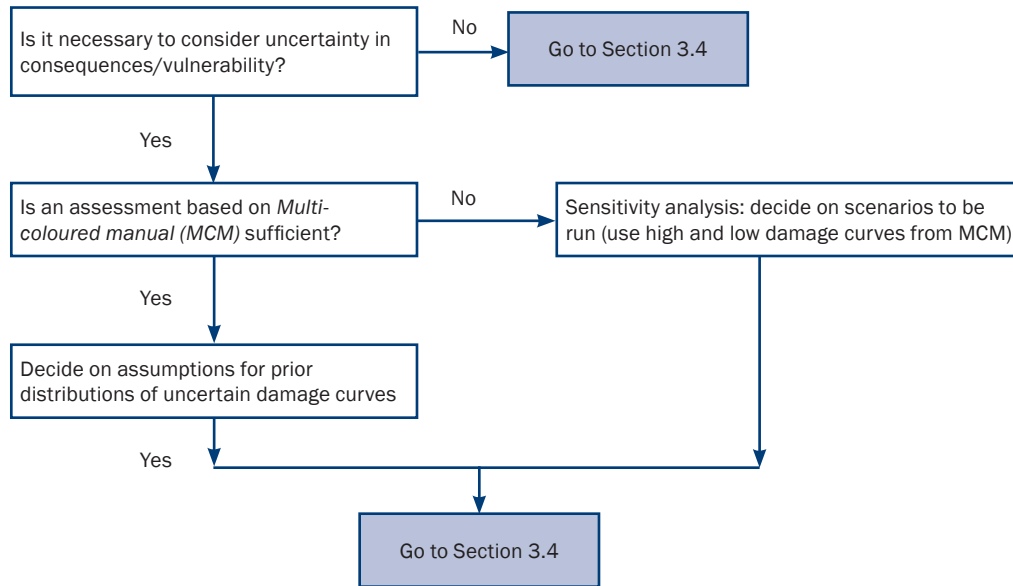 Is it necessary to consider uncertainty in
consequences/vulnerability?
No
Go to Section 3.4
Yes
Is an assessment based on Multi-
coloured manual (MCM) sufficient?
No
Sensitivity analysis: decide on scenarios to be
run (use high and low damage curves from MCM)
Yes
Decide on assumptions for prior
distributions of uncertain damage curves
Yes
Go to Section 3.4